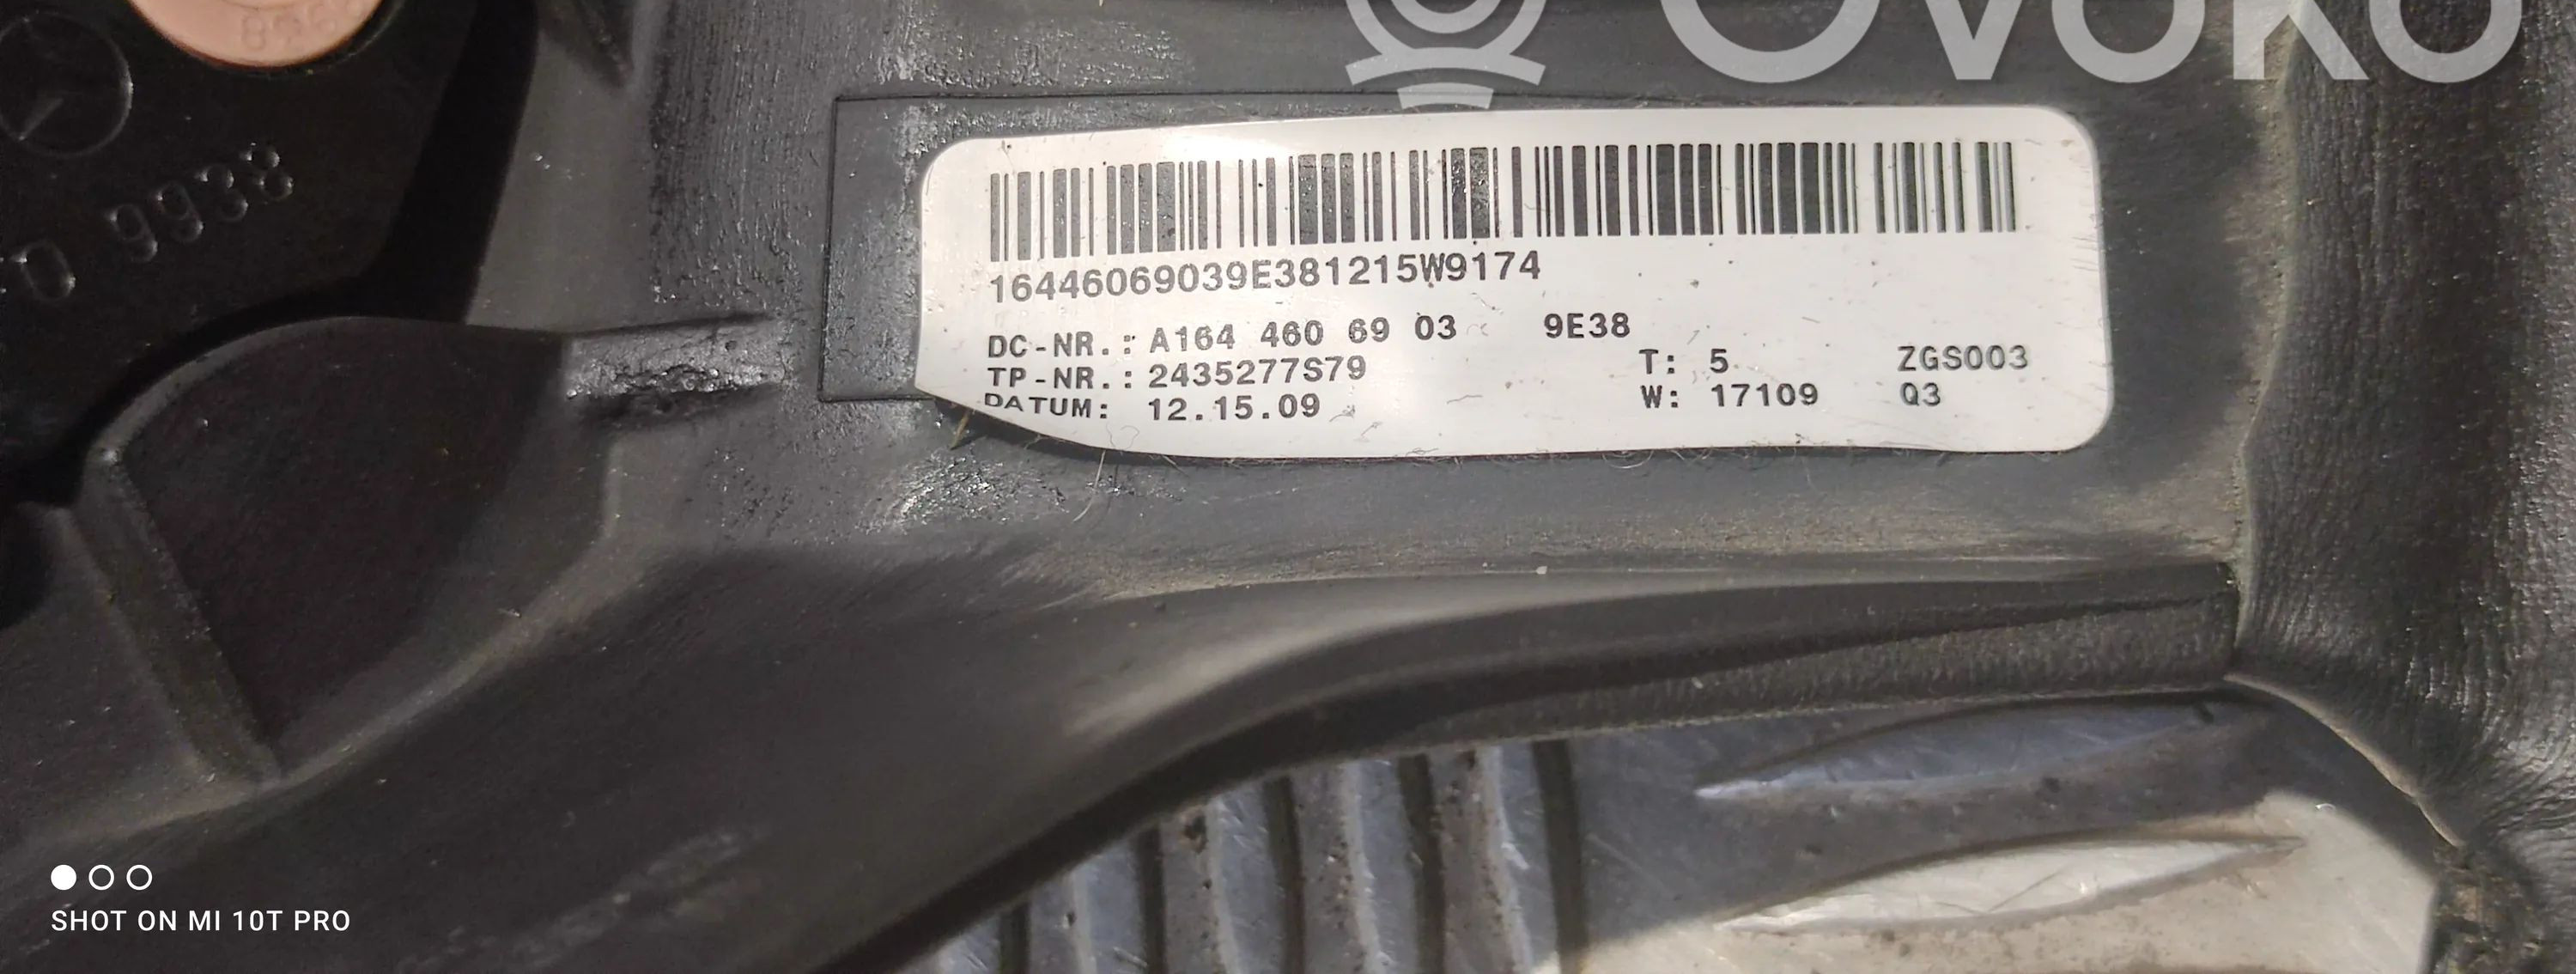 OVOKO
9938
16446069039E381215W9174
DC-NR.: A164 460 69 03 9E38
TP-NR.: 2435277S79 T: 5 ZGS003
DATUM: 12.15.09 W: 17109 Q3
SHOT ON MI 10T PRO